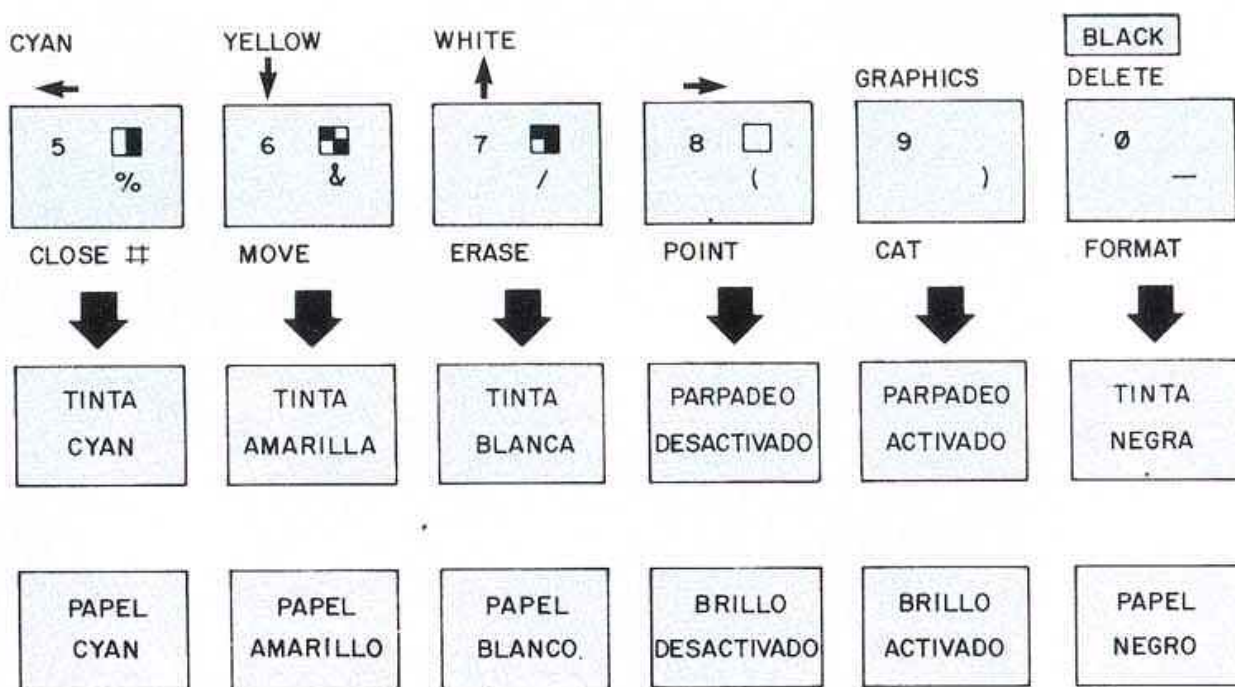 BLACK
CYAN YELLOW WHITE
GRAPHICS DELETE
5 6 7 8 9 Ø
% & / ( ) _
CLOSE # MOVE ERASE POINT CAT FORMAT
TINTA TINTA TINTA PARPADEO PARPADEO TINTA
CYAN AMARILLA BLANCA DESACTIVADO ACTIVADO NEGRA
PAPEL PAPEL PAPEL BRILLO BRILLO PAPEL
CYAN AMARILLO BLANCO. DESACTIVADO ACTIVADO NEGRO